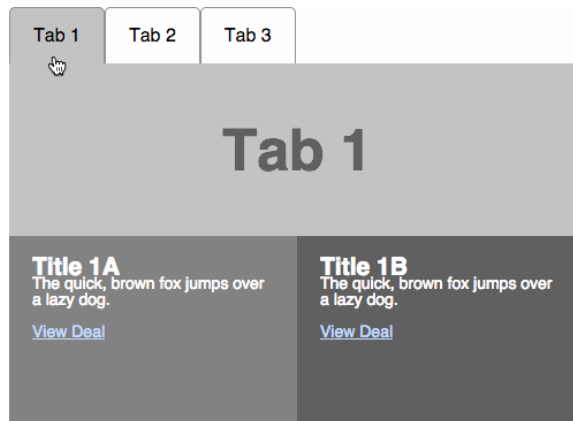 Tab 1 Tab 2 Tab 3
Tab 1
Title 1A
The quick, brown fox jumps over
a lazy dog.
View Deal
Title 1B
The quick, brown fox jumps over
a lazy dog.
View Deal